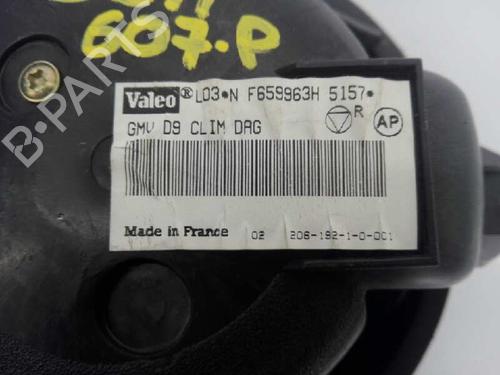 607.P
Valeo® L03*N F659963H 5157*
GMV D9 CLIM DAG
R
AP
Made in France 02 206-192-1-0-001
B-PARTS